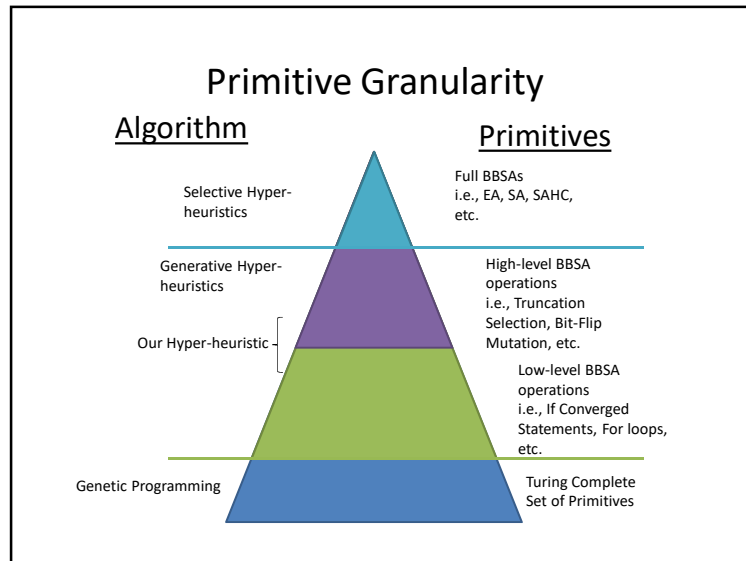 Primitive Granularity
Algorithm
Primitives
Selective Hyper-
heuristics
Full BBSAs
i.e., EA, SA, SAHC,
etc.
Generative Hyper-
heuristics
High-level BBSA
operations
i.e., Truncation
Selection, Bit-Flip
Mutation, etc.
Our Hyper-heuristic
Low-level BBSA
operations
i.e., If Converged
Statements, For loops,
etc.
Genetic Programming
Turing Complete
Set of Primitives